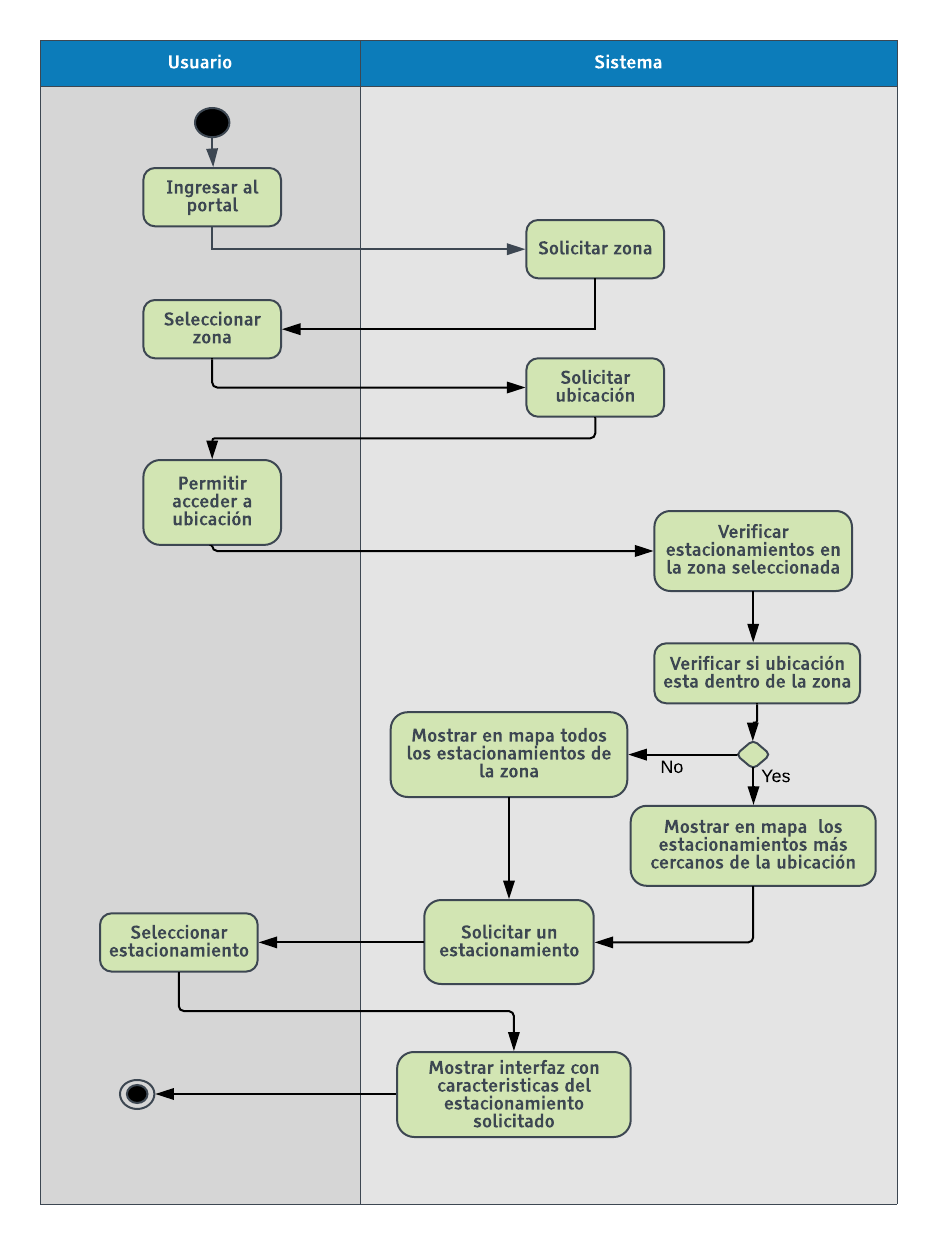 Usuario
Sistema
Ingresar al
portal
Solicitar zona
Seleccionar
zona
Solicitar
ubicación
Permitir
acceder a
ubicación
Verificar
estacionamientos en
la zona seleccionada
Verificar si ubicación
esta dentro de la zona
Mostrar en mapa todos
los estacionamientos de
la zona
No
Yes
Mostrar en mapa  los
estacionamientos más
cercanos de la ubicación
Seleccionar
estacionamiento
Solicitar un
estacionamiento
Mostrar interfaz con
caracteristicas del
estacionamiento
solicitado